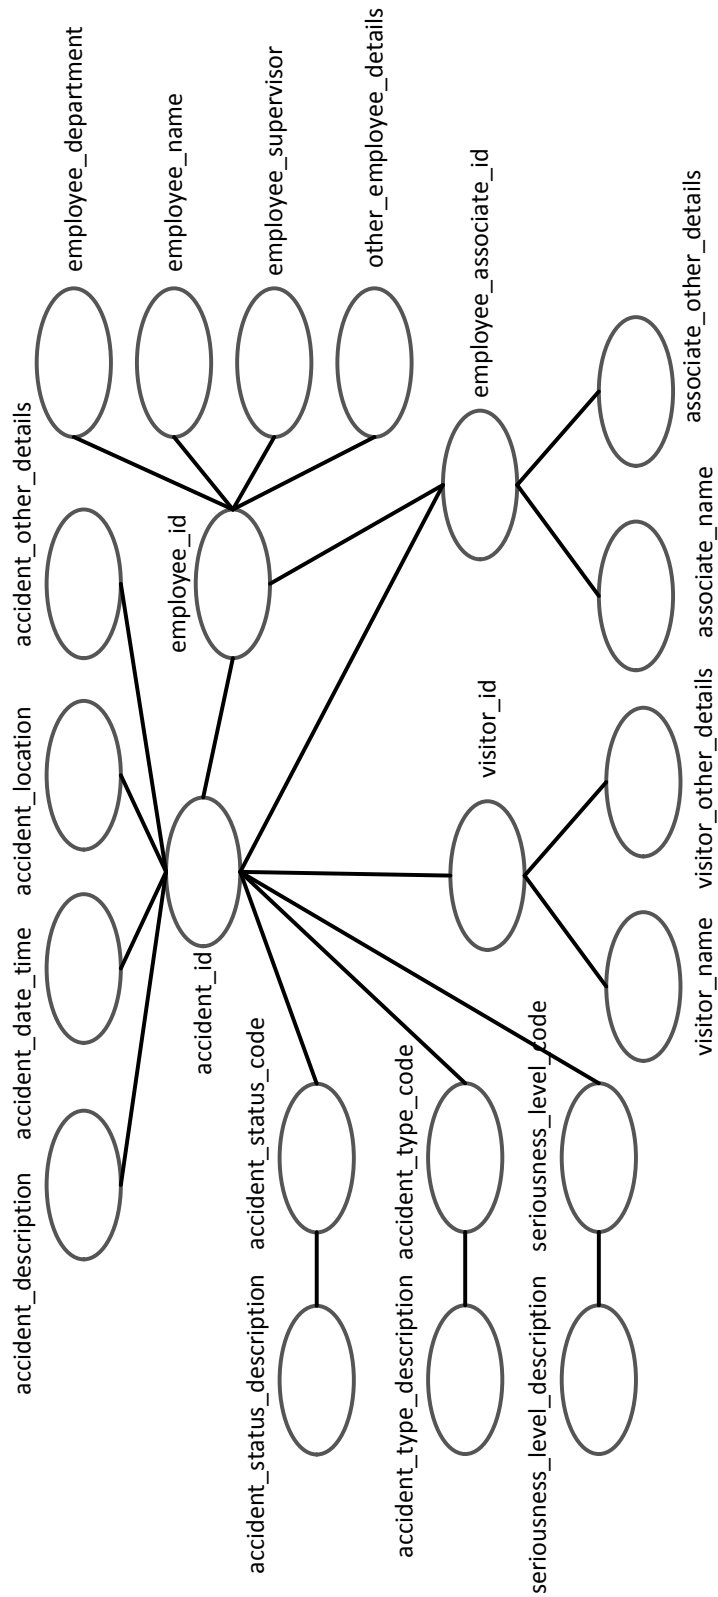 accident_description
accident_date_time
accident_location
accident_other_details
employee_department
employee_name
employee_supervisor
other_employee_details
employee_id
accident_id
employee_associate_id
visitor_id
accident_status_description
accident_status_code
accident_type_description
accident_type_code
seriousness_level_description
seriousness_level_code
visitor_name
visitor_other_details
associate_name
associate_other_details